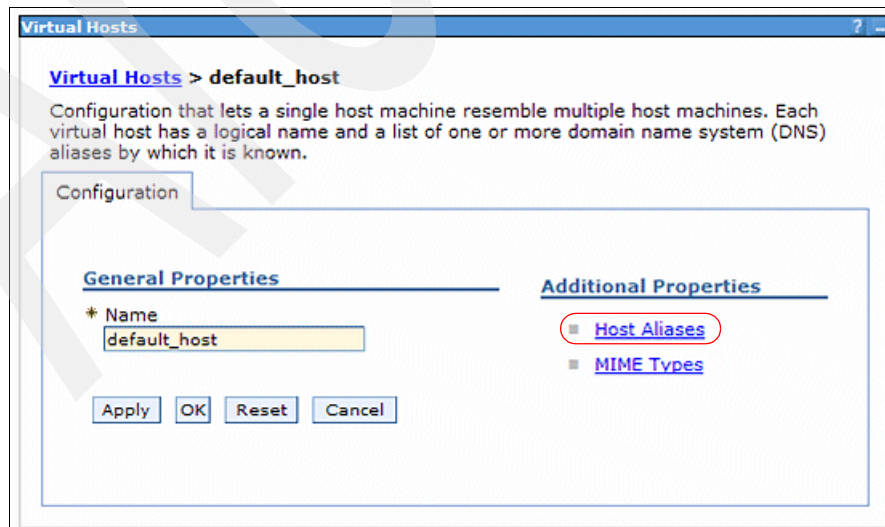 Virtual Hosts ? –
Virtual Hosts > default_host
Configuration that lets a single host machine resemble multiple host machines. Each
virtual host has a logical name and a list of one or more domain name system (DNS)
aliases by which it is known.
Configuration
General Properties
* Name
default_host
Apply OK Reset Cancel
Additional Properties
Host Aliases
MIME Types